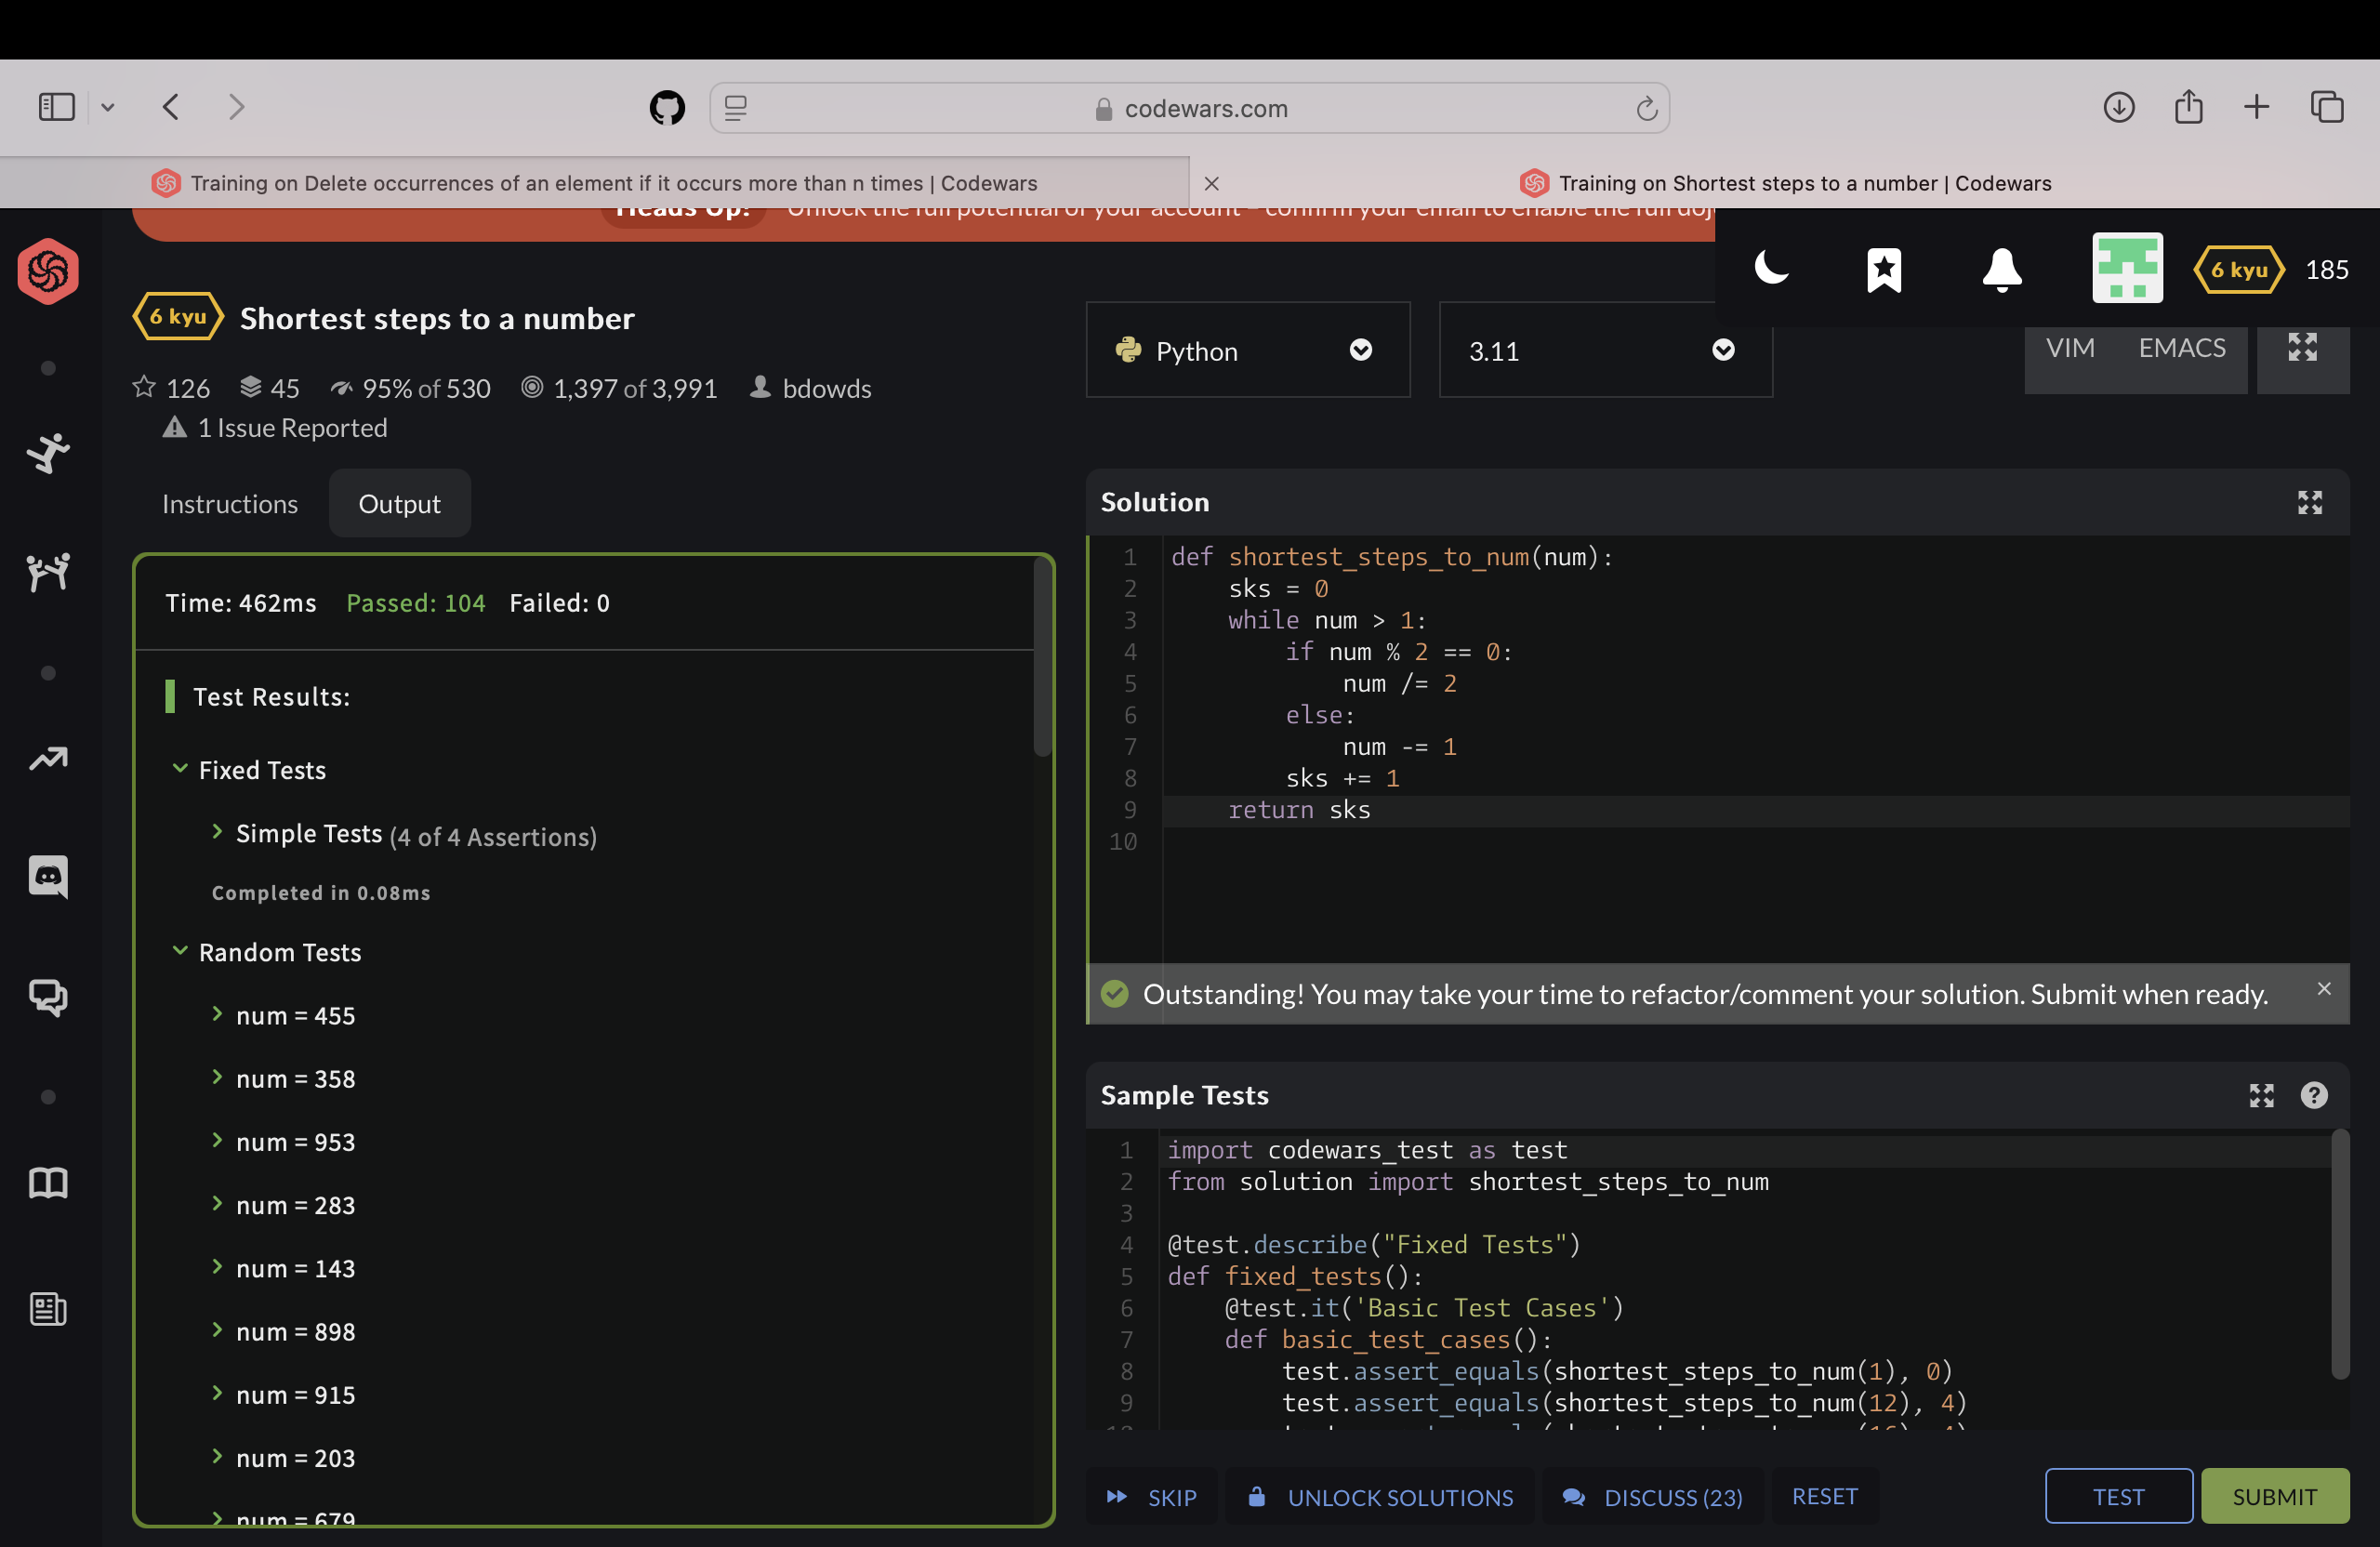 codewars.com
Training on Delete occurrences of an element if it occurs more than n times | Codewars
Training on Shortest steps to a number | Codewars
Heads Up! Unlock the full potential of your account – confirm your email to enable the full
6 kyu 185
6 kyu Shortest steps to a number
126 45 95% of 530 1,397 of 3,991 bdowds
1 Issue Reported
Python
3.11
VIM EMACS
Instructions Output
Time: 462ms Passed: 104 Failed: 0
Test Results:
Fixed Tests
Simple Tests (4 of 4 Assertions)
Completed in 0.08ms
Random Tests
num = 455
num = 358
num = 953
num = 283
num = 143
num = 898
num = 915
num = 203
num = 679
Solution
1 def shortest_steps_to_num(num):
2     sks = 0
3     while num > 1:
4         if num % 2 == 0:
5             num /= 2
6         else:
7             num -= 1
8         sks += 1
9     return sks
10
Outstanding! You may take your time to refactor/comment your solution. Submit when ready.
Sample Tests
1 import codewars_test as test
2 from solution import shortest_steps_to_num
3
4 @test.describe("Fixed Tests")
5 def fixed_tests():
6     @test.it('Basic Test Cases')
7     def basic_test_cases():
8         test.assert_equals(shortest_steps_to_num(1), 0)
9         test.assert_equals(shortest_steps_to_num(12), 4)
SKIP UNLOCK SOLUTIONS DISCUSS (23) RESET TEST SUBMIT